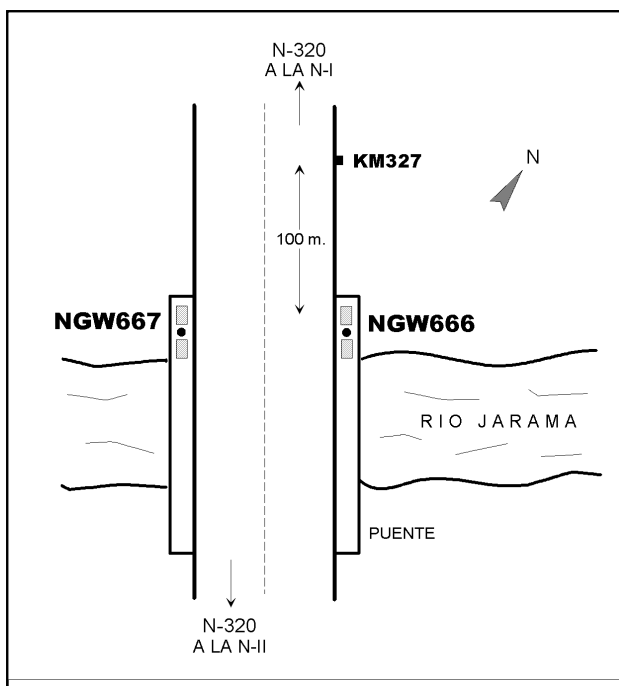 N-320
A LA N-I
KM327
N
100 m.
NGW667
NGW666
RIO JARAMA
PUENTE
N-320
A LA N-II